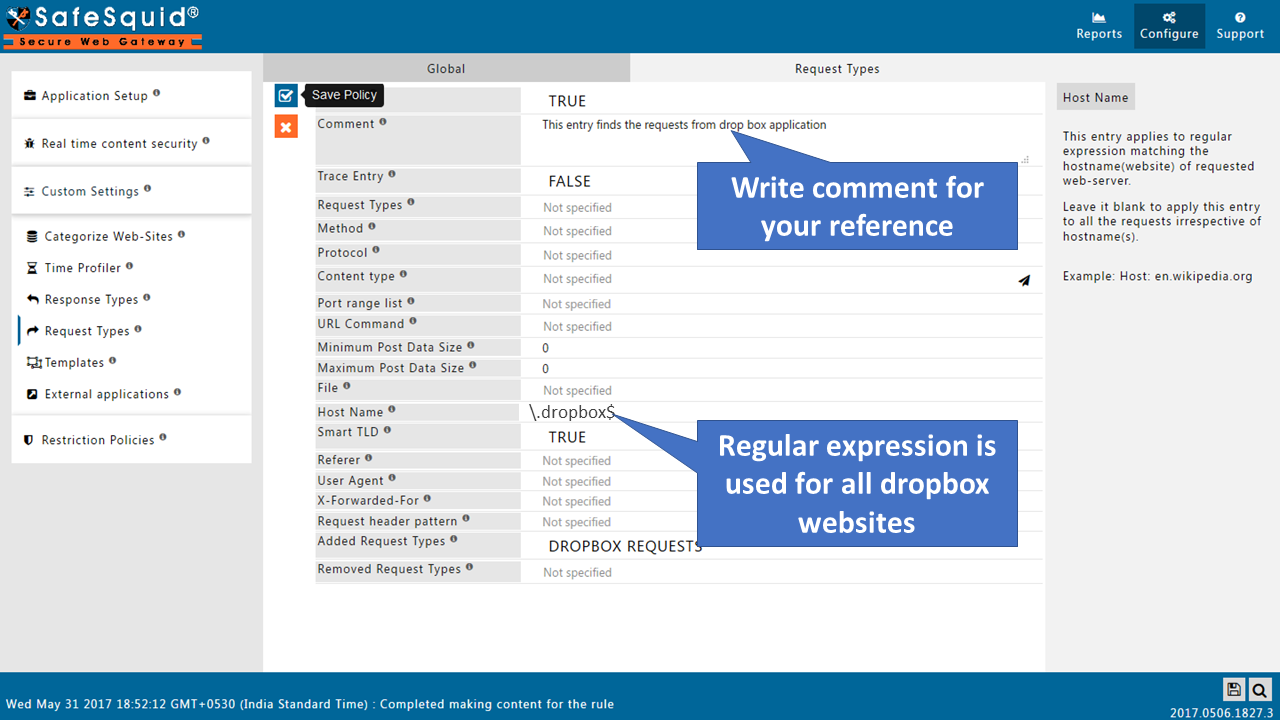 SafeSquid®
Secure Web Gateway
Reports
Configure
Support
Application Setup
Real time content security
Custom Settings
Categorize Web-Sites
Time Profiler
Response Types
Request Types
Templates
External applications
Restriction Policies
Global
Request Types
Save Policy
TRUE
Comment
This entry finds the requests from drop box application
Write comment for
your reference
Trace Entry
FALSE
Request Types
Not specified
Method
Not specified
Protocol
Not specified
Content type
Not specified
Port range list
Not specified
URL Command
Not specified
Minimum Post Data Size
0
Maximum Post Data Size
0
File
Not specified
Host Name
\.dropbox$
Smart TLD
TRUE
Regular expression is
used for all dropbox
websites
Referer
Not specified
User Agent
Not specified
X-Forwarded-For
Not specified
Request header pattern
Not specified
Added Request Types
DROPBOX REQUESTS
Removed Request Types
Not specified
Host Name
This entry applies to regular
expression matching the
hostname(website) of requested
web-server.
Leave it blank to apply this entry
to all the requests irrespective of
hostname(s).
Example: Host: en.wikipedia.org
Wed May 31 2017 18:52:12 GMT+0530 (India Standard Time) : Completed making content for the rule
2017.0506.1827.3